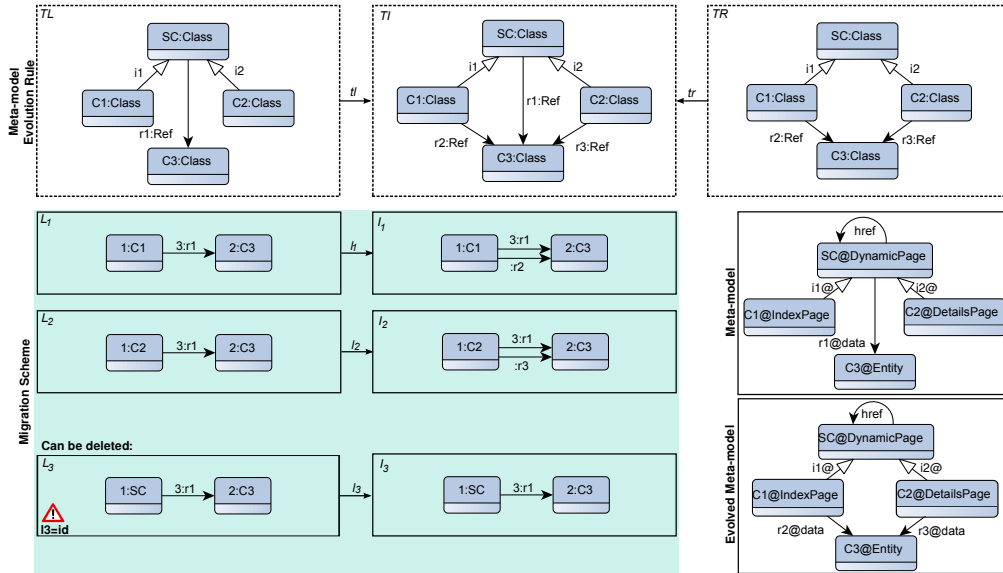 TL
SC:Class
i1
i2
C1:Class
C2:Class
r1:Ref
C3:Class
tl
TI
SC:Class
i1
i2
C1:Class
r1:Ref
C2:Class
r2:Ref
r3:Ref
C3:Class
tr
TR
SC:Class
i1
i2
C1:Class
C2:Class
r2:Ref
r3:Ref
C3:Class
Meta-model
Evolution Rule
Migration Scheme
L1
1:C1
3:r1
2:C3
l1
I1
1:C1
3:r1
:r2
2:C3
L2
1:C2
3:r1
2:C3
l2
I2
1:C2
3:r1
:r3
2:C3
Can be deleted:
L3
1:SC
3:r1
2:C3
l3=id
l3
I3
1:SC
3:r1
2:C3
Meta-model
href
SC@DynamicPage
i1@
i2@
C1@IndexPage
C2@DetailsPage
r1@data
C3@Entity
Evolved Meta-model
href
SC@DynamicPage
i1@
i2@
C1@IndexPage
C2@DetailsPage
r2@data
r3@data
C3@Entity